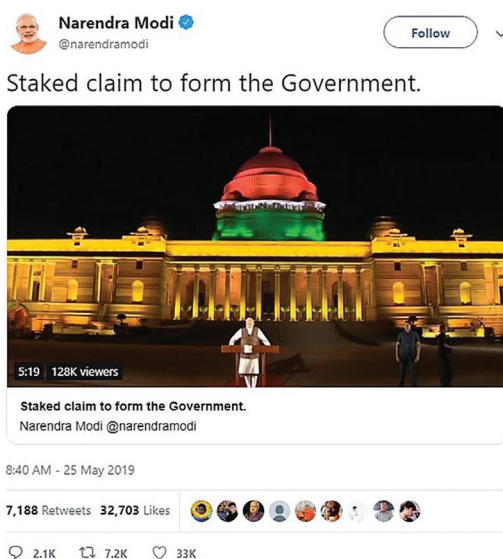 Narendra Modi
@narendramodi
Follow
Staked claim to form the Government.
5:19 128K viewers
Staked claim to form the Government.
Narendra Modi @narendramodi
8:40 AM - 25 May 2019
7,188 Retweets 32,703 Likes
2.1K 7.2K 33K